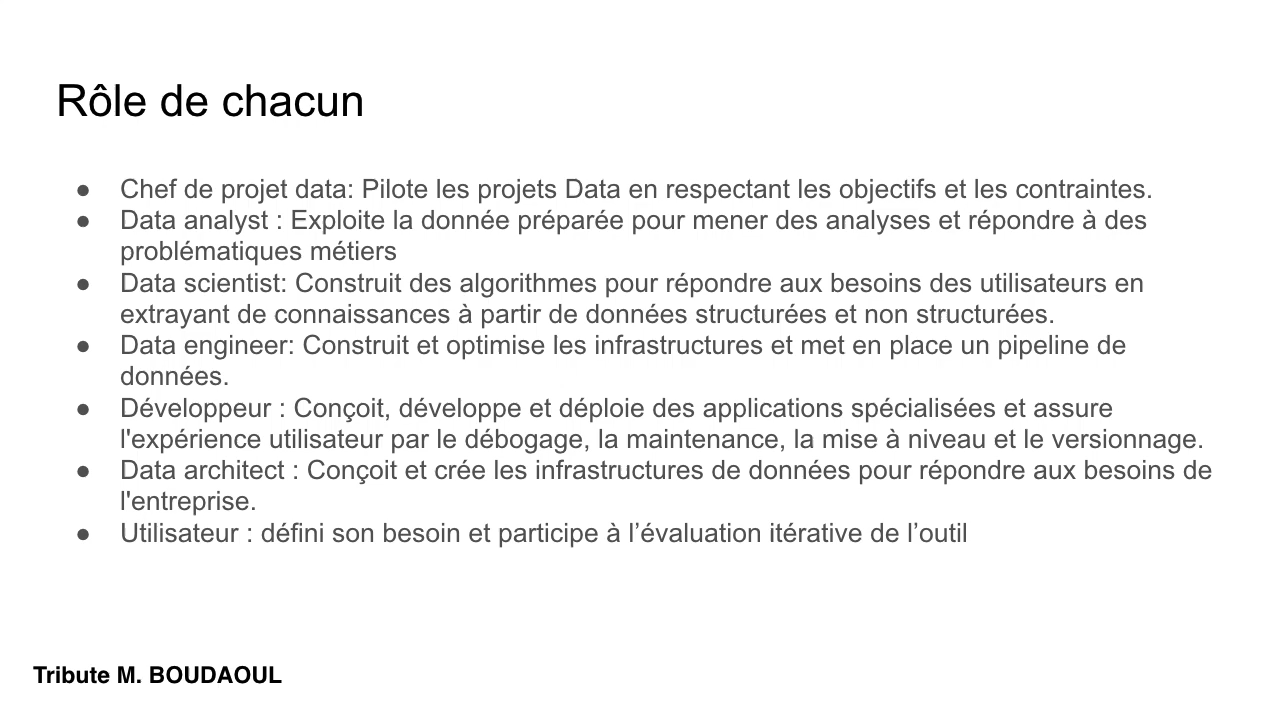 Rôle de chacun
● Chef de projet data: Pilote les projets Data en respectant les objectifs et les contraintes.
● Data analyst : Exploite la donnée préparée pour mener des analyses et répondre à des
problématiques métiers
● Data scientist: Construit des algorithmes pour répondre aux besoins des utilisateurs en
extrayant de connaissances à partir de données structurées et non structurées.
● Data engineer: Construit et optimise les infrastructures et met en place un pipeline de
données.
● Développeur : Conçoit, développe et déploie des applications spécialisées et assure
l'expérience utilisateur par le débogage, la maintenance, la mise à niveau et le versionnage.
● Data architect : Conçoit et crée les infrastructures de données pour répondre aux besoins de
l'entreprise.
● Utilisateur : défini son besoin et participe à l’évaluation itérative de l’outil
Tribute M. BOUDAOUL